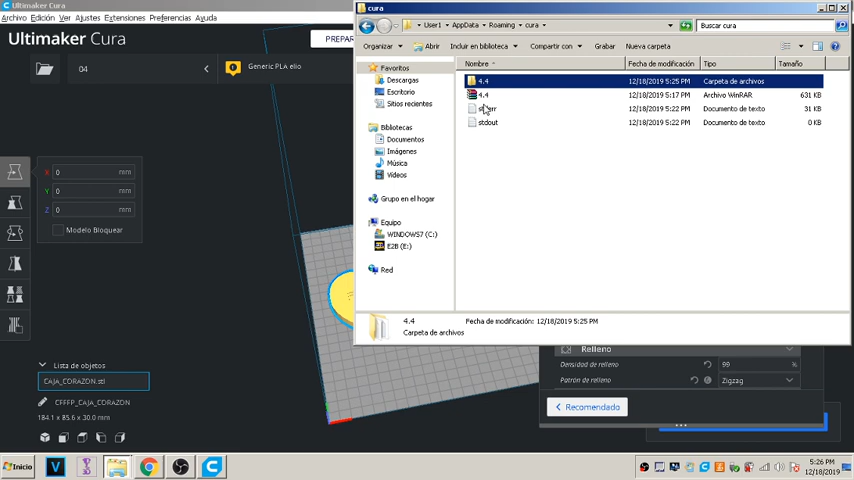 Ultimaker Cura
Edición Ver Ajustes Extensiones Preferencias Ayuda
Ultimaker Cura
PREPAR
04
Generic PLA elio
X 0 mm
Y 0 mm
Z 0 mm
Modelo Bloquear
Lista de objetos
CAJA_CORAZON.stl
CFFFP_CAJA_CORAZON
184.1 x 85.6 x 30.0 mm
cura
User1 AppData Roaming cura
Buscar cura
Organizar Abrir Incluir en biblioteca Compartir con Grabar Nueva carpeta
Favoritos
Descargas
Escritorio
Sitios recientes
Bibliotecas
Documentos
Imágenes
Música
Vídeos
Grupo en el hogar
Equipo
WINDOWS7 (C:)
E2B (E:)
Red
Nombre Fecha de modificación Tipo Tamaño
4.4 12/18/2019 5:25 PM Carpeta de archivos
4.4 12/18/2019 5:17 PM Archivo WinRAR 631 KB
12/18/2019 5:22 PM Documento de texto 31 KB
stdout 12/18/2019 5:22 PM Documento de texto 0 KB
4.4 Fecha de modificación: 12/18/2019 5:25 PM
Carpeta de archivos
Relleno
Densidad de relleno 99 %
Patrón de relleno Zigzag
Recomendado
Inicio
5:26 PM
12/18/2019